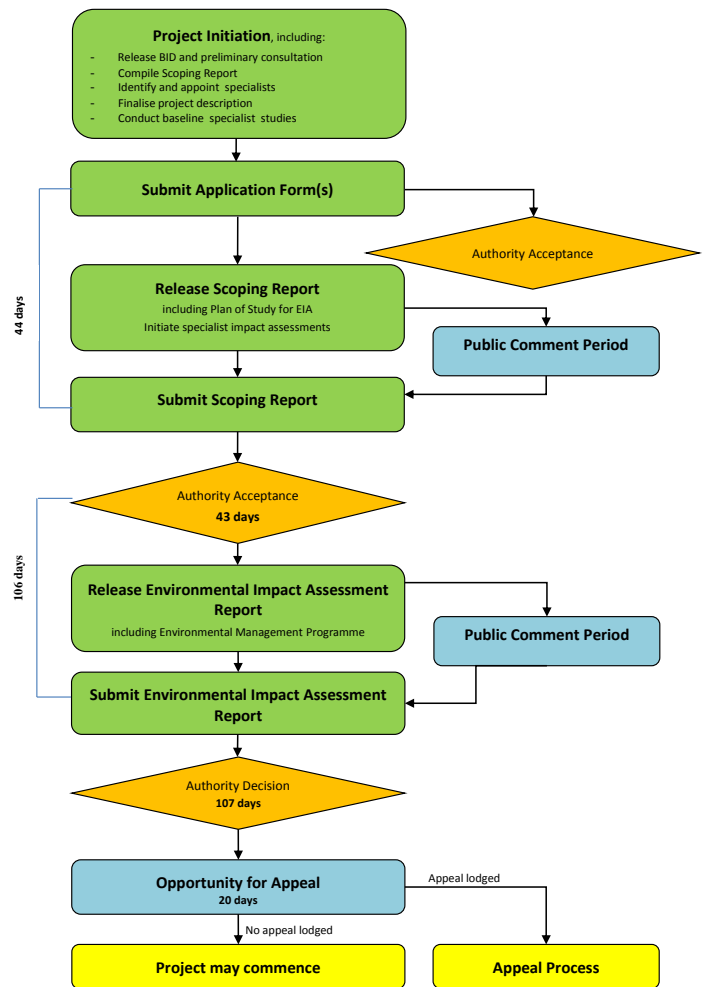 Project Initiation, including:
- Release BID and preliminary consultation
- Compile Scoping Report
- Identify and appoint specialists
- Finalise project description
- Conduct baseline specialist studies
Submit Application Form(s)
Authority Acceptance
44 days
Release Scoping Report
including Plan of Study for EIA
Initiate specialist impact assessments
Public Comment Period
Submit Scoping Report
Authority Acceptance
43 days
106 days
Release Environmental Impact Assessment
Report
including Environmental Management Programme
Public Comment Period
Submit Environmental Impact Assessment
Report
Authority Decision
107 days
Opportunity for Appeal
20 days
Appeal lodged
No appeal lodged
Project may commence
Appeal Process